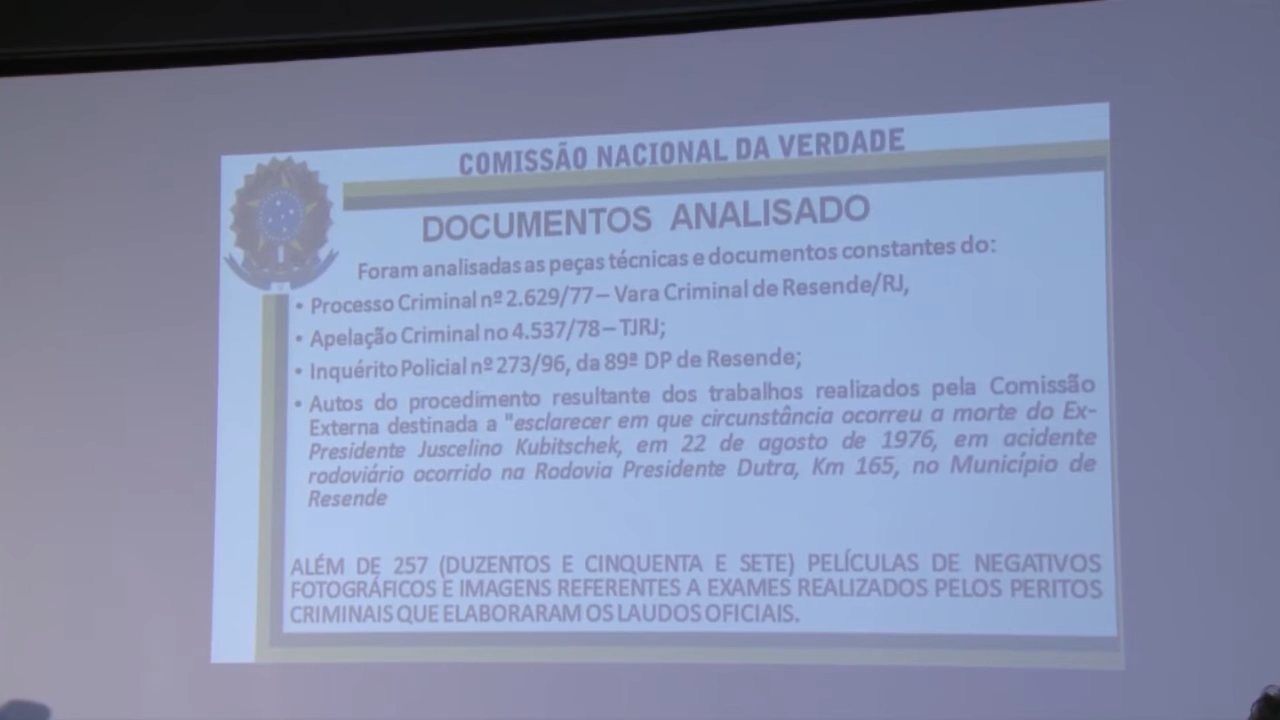 COMISSÃO NACIONAL DA VERDADE
DOCUMENTOS ANALISADO
Foram analisadas as peças técnicas e documentos constantes do:
• Processo Criminal nº 2.629/77 – Vara Criminal de Resende/RJ,
• Apelação Criminal no 4.537/78 – TJRJ;
• Inquérito Policial nº 273/96, da 89ª DP de Resende;
• Autos do procedimento resultante dos trabalhos realizados pela Comissão
Externa destinada a "esclarecer em que circunstância ocorreu a morte do Ex-
Presidente Juscelino Kubitschek, em 22 de agosto de 1976, em acidente
rodoviário ocorrido na Rodovia Presidente Dutra, Km 165, no Município de
Resende
ALÉM DE 257 (DUZENTOS E CINQUENTA E SETE) PELÍCULAS DE NEGATIVOS
FOTOGRÁFICOS E IMAGENS REFERENTES A EXAMES REALIZADOS PELOS PERITOS
CRIMINAIS QUE ELABORARAM OS LAUDOS OFICIAIS.